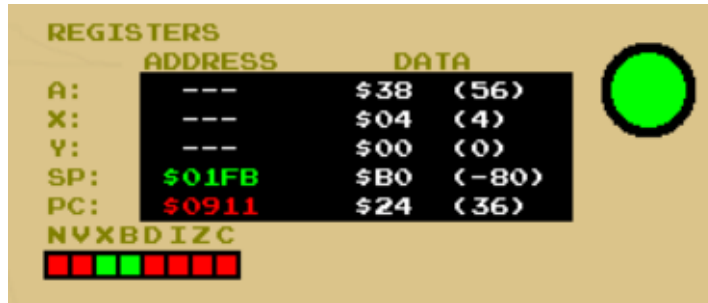 REGISTERS
ADDRESS DATA
A: --- $38 (56)
X: --- $04 (4)
Y: --- $00 (0)
SP: $01FB $B0 (-80)
PC: $0911 $24 (36)
NVXBDIZC